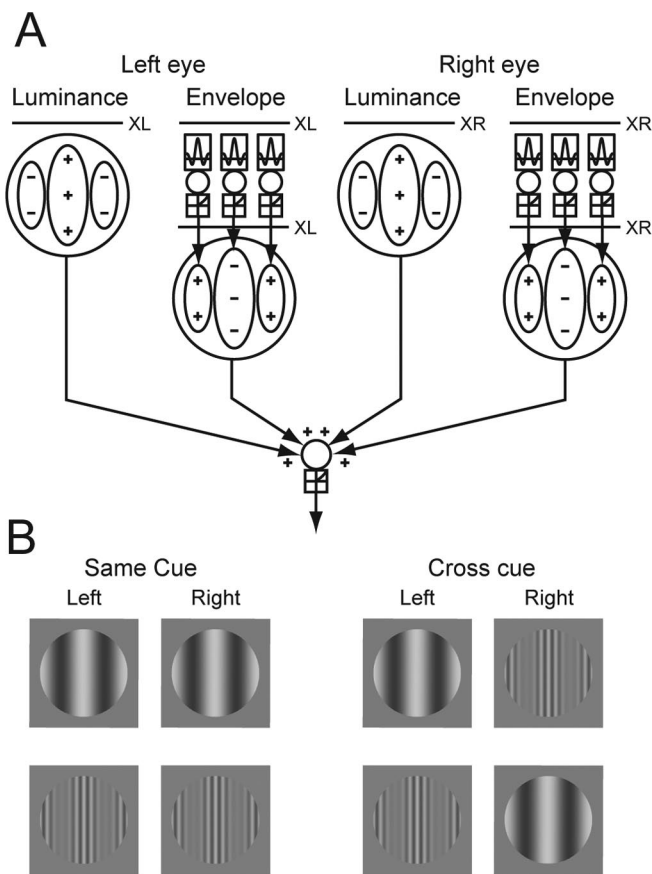 A
Left eye Right eye
Luminance Envelope Luminance Envelope
XL XL XR XR
- + - + - +
- + - - + -
+ +
XL XR
+ - + + - +
- -
+ - + + - +
+ +
+ +
B
Same Cue Cross cue
Left Right Left Right